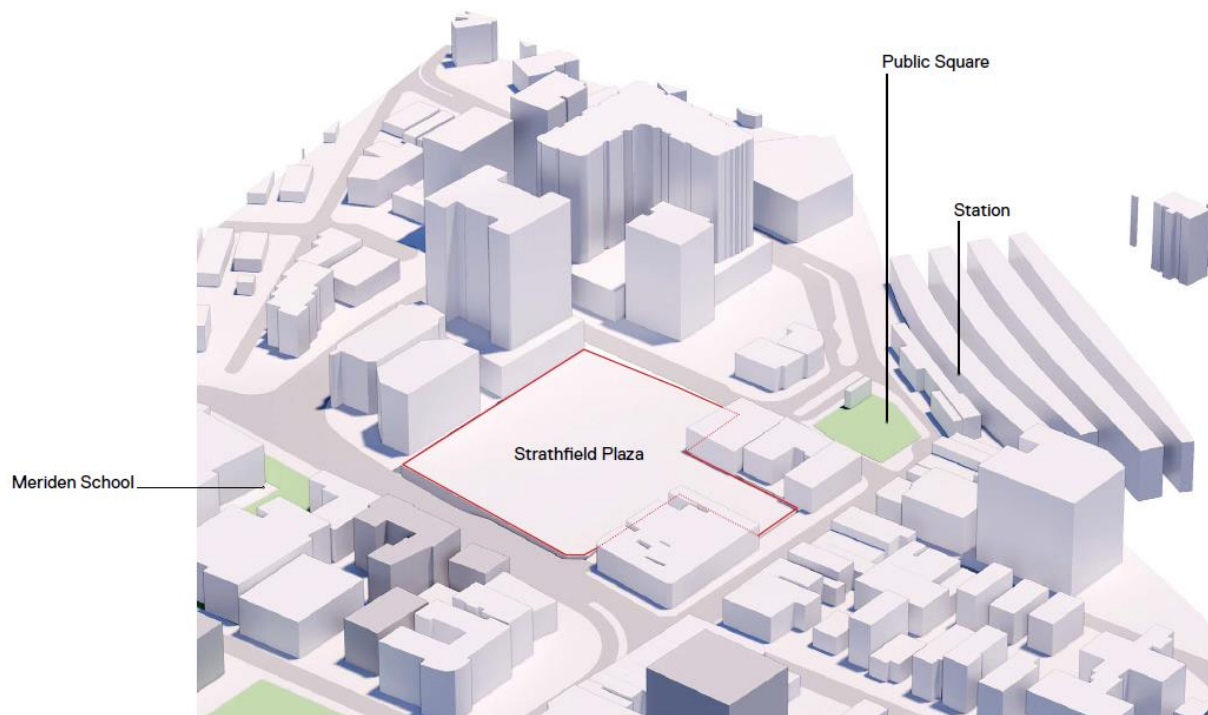 Public Square
Station
Strathfield Plaza
Meriden School